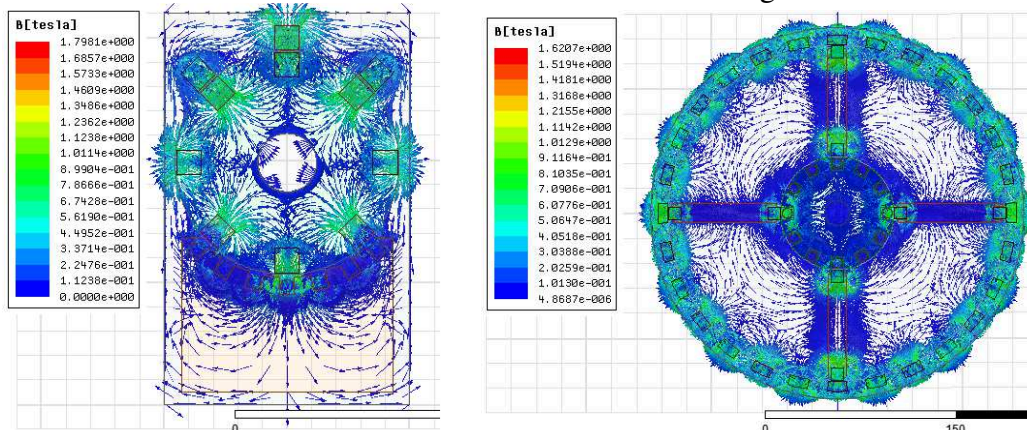 B[tesla]
1.7981e+000
1.6857e+000
1.5733e+000
1.4609e+000
1.3486e+000
1.2362e+000
1.1238e+000
1.0114e+000
8.9904e-001
7.8666e-001
6.7428e-001
5.6190e-001
4.4952e-001
3.3714e-001
2.2476e-001
1.1238e-001
0.0000e+000
0
B[tesla]
1.6207e+000
1.5194e+000
1.4181e+000
1.3168e+000
1.2155e+000
1.1142e+000
1.0129e+000
9.1164e-001
8.1035e-001
7.0906e-001
6.0776e-001
5.0647e-001
4.0518e-001
3.0388e-001
2.0259e-001
1.0130e-001
4.8687e-006
0
150